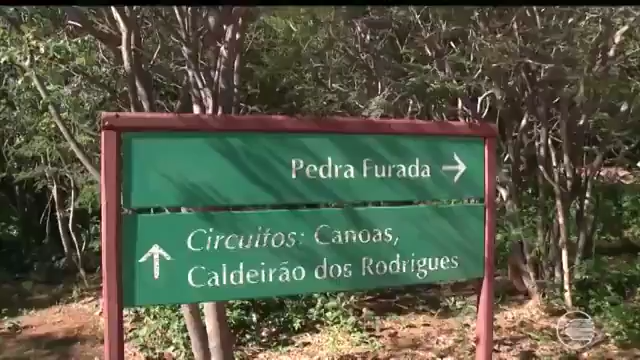 Pedra Furada →
↑ Circuitos: Canoas,
Caldeirão dos Rodrigues